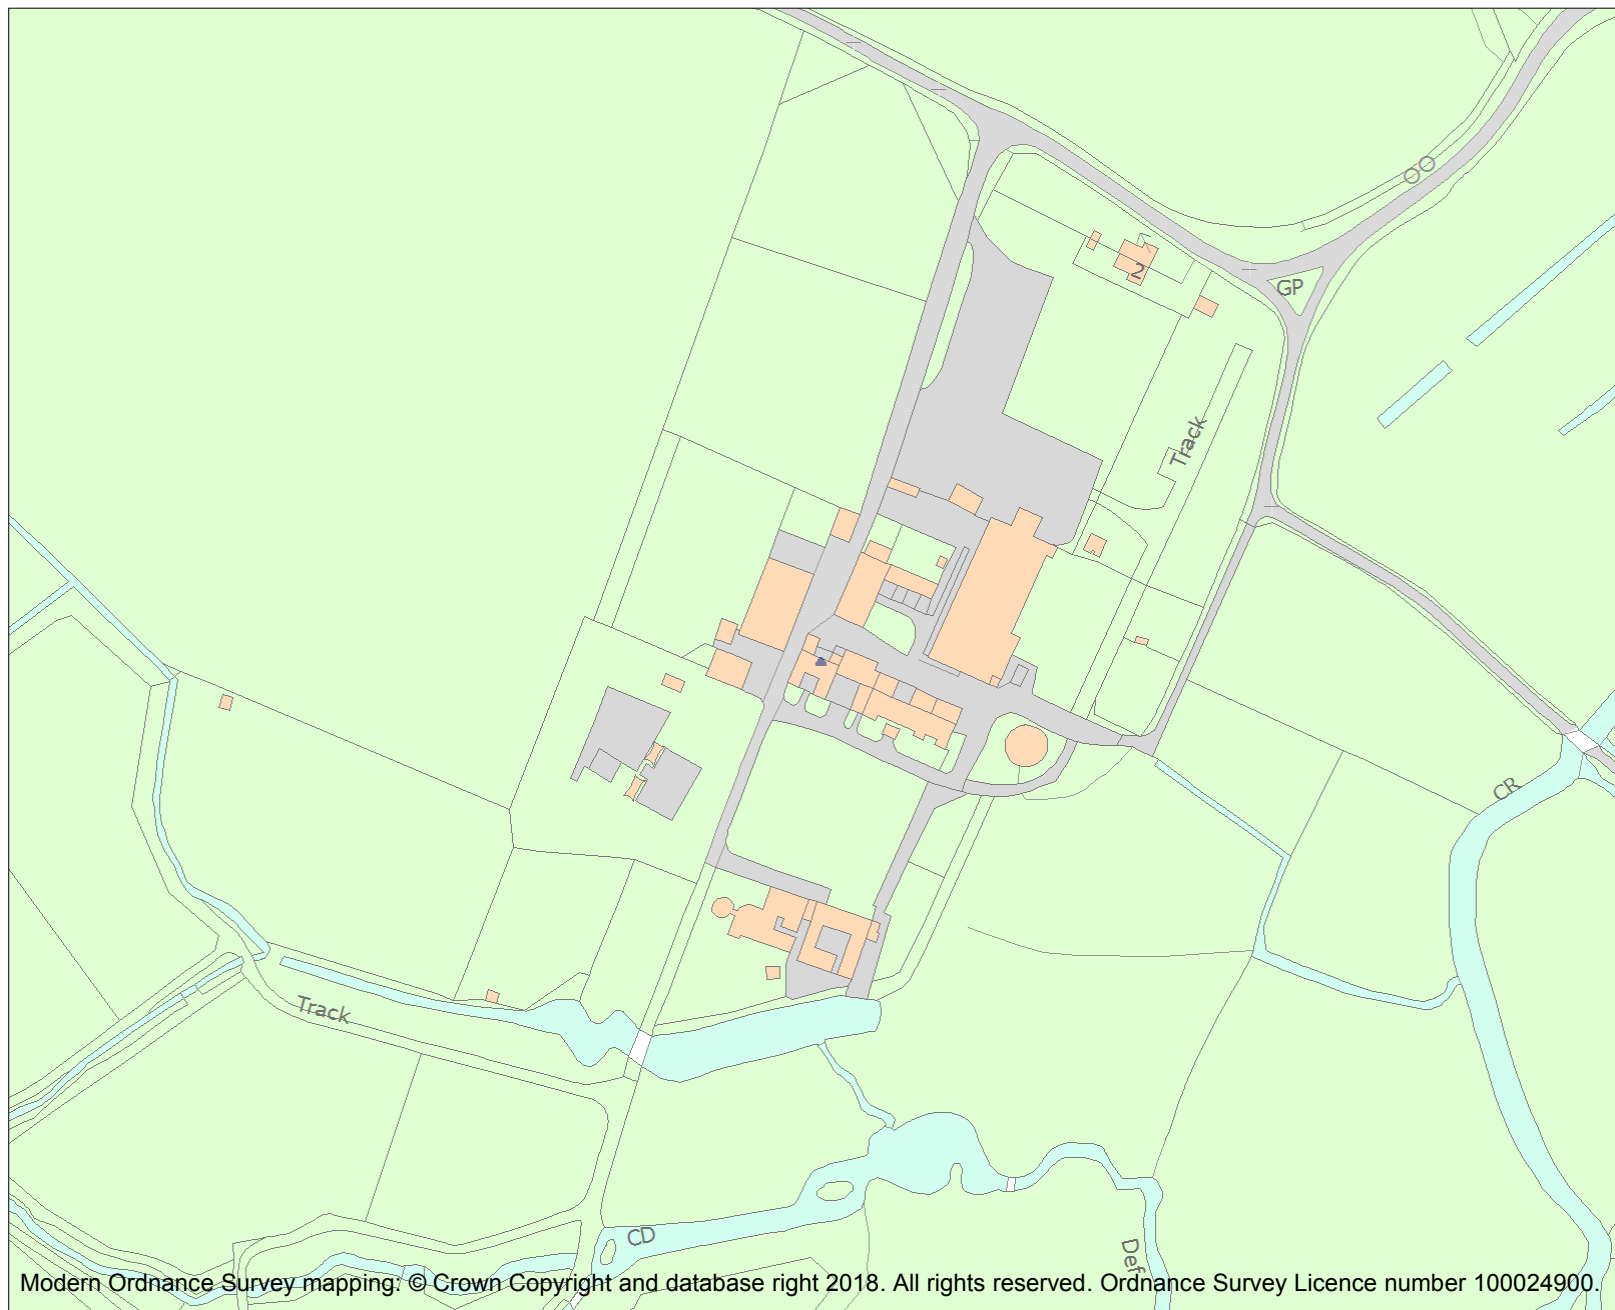 OO
2
GP
Track
CR
Track
CD
Def
Modern Ordnance Survey mapping: © Crown Copyright and database right 2018. All rights reserved. Ordnance Survey Licence number 100024900.